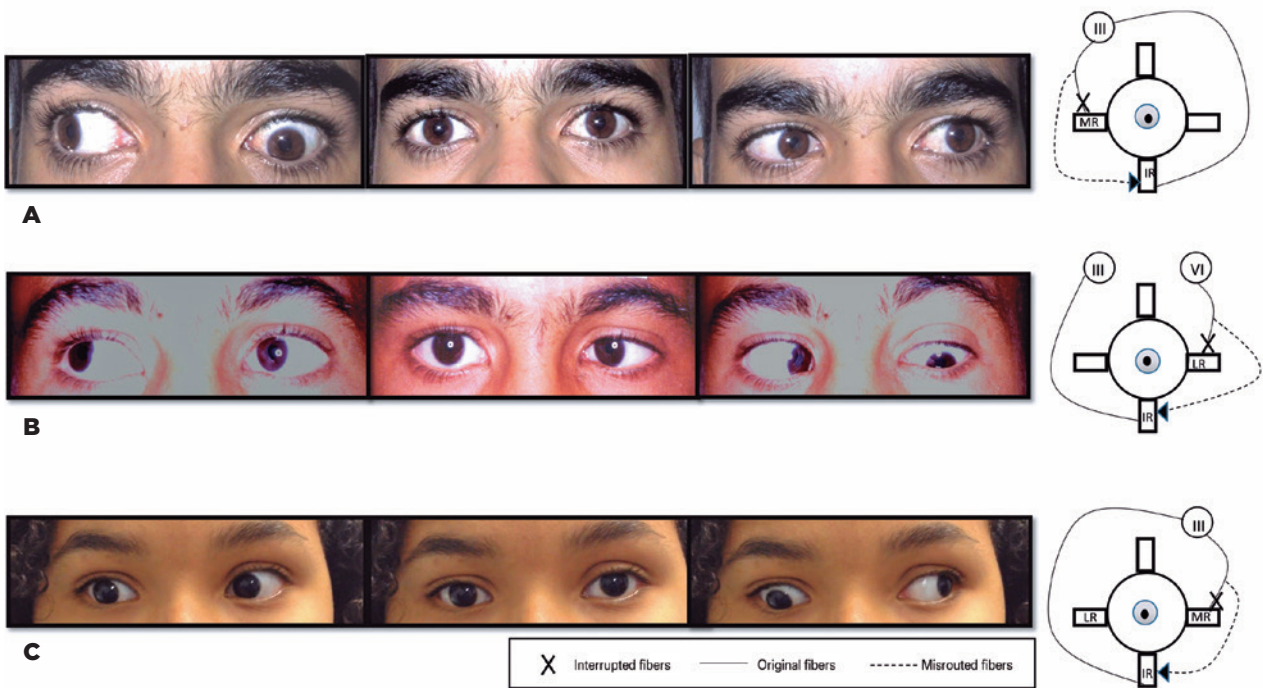 III
MR
IR
A
III
VI
LR
IR
B
III
LR
MR
IR
C
X Interrupted fibers
Original fibers
Misrouted fibers